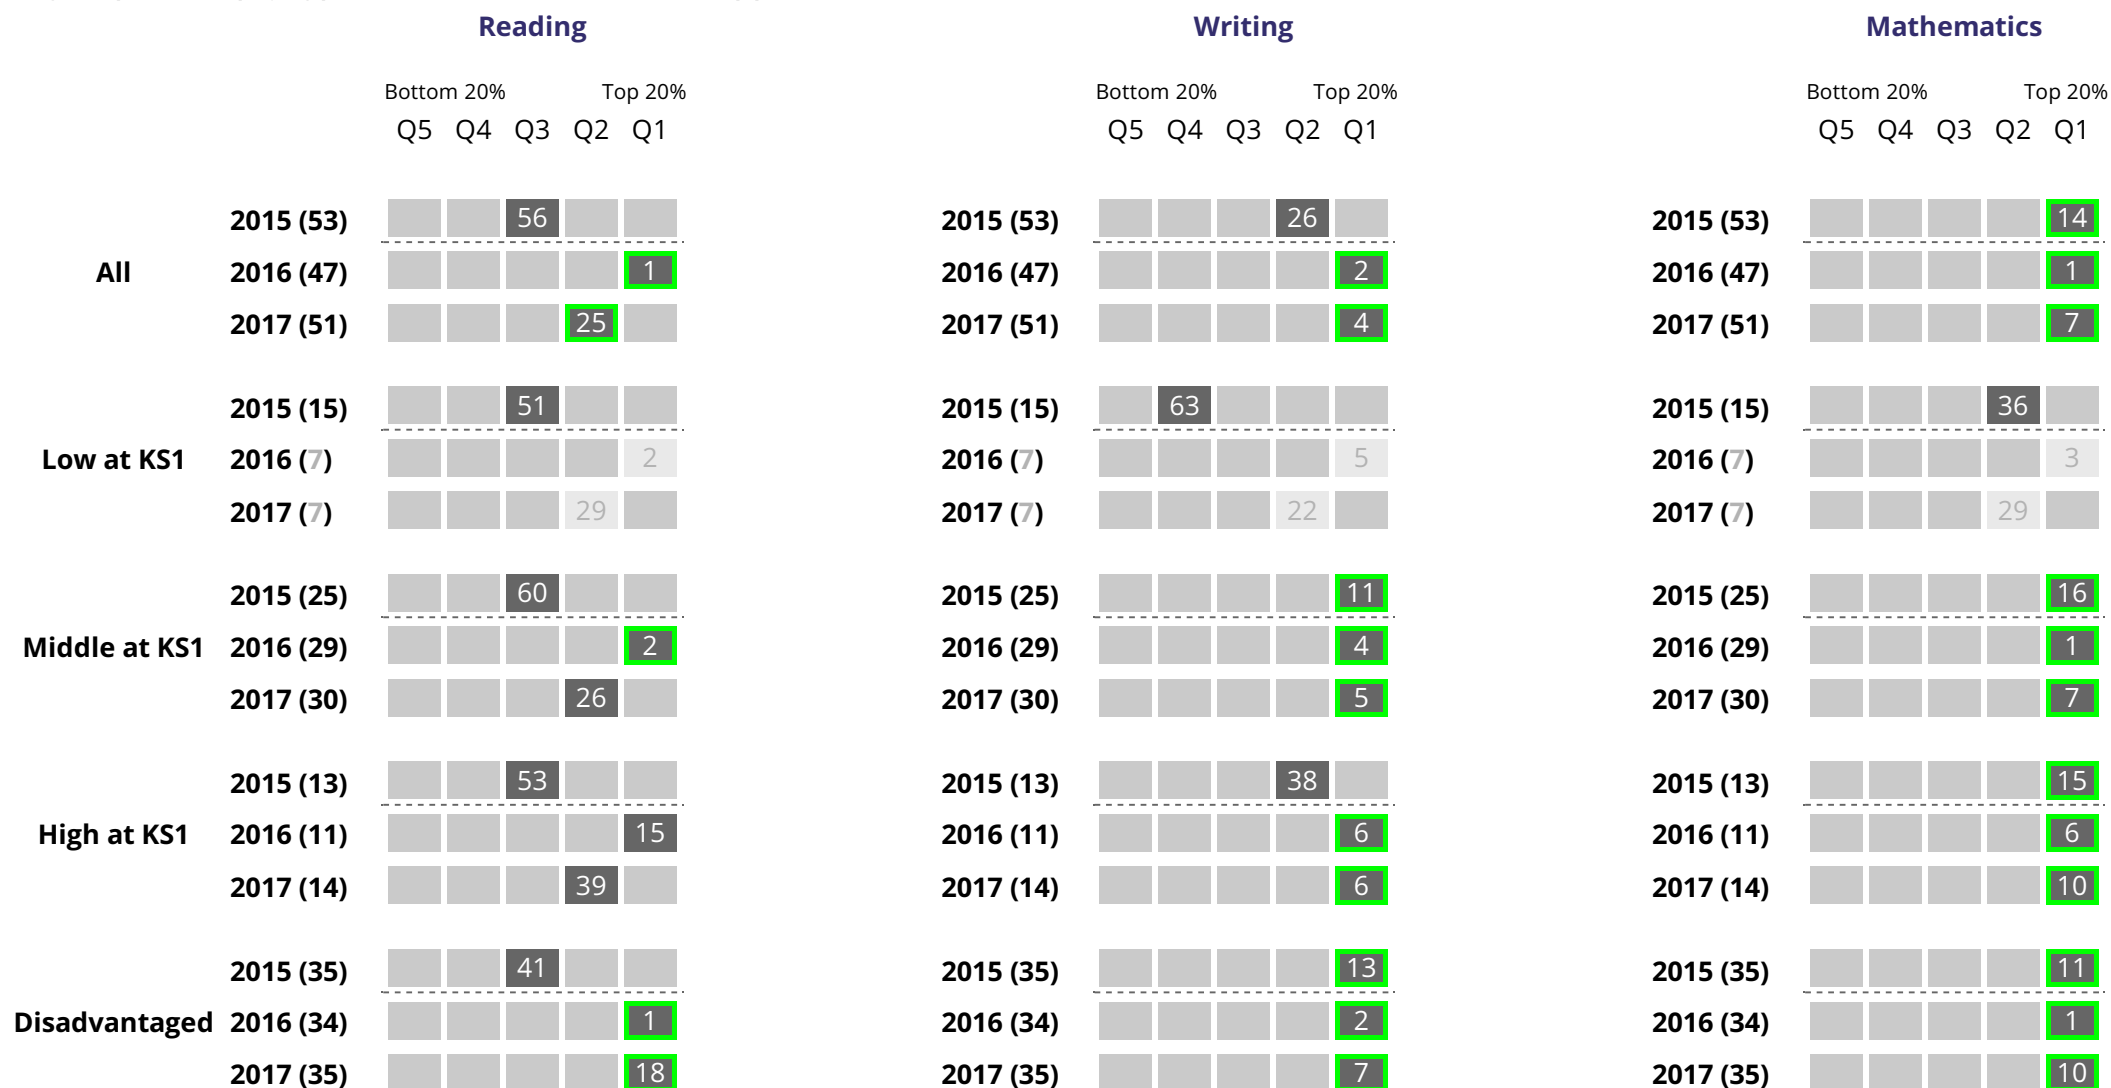 Reading Writing Mathematics
Bottom 20% Top 20% Bottom 20% Top 20% Bottom 20% Top 20%
Q5 Q4 Q3 Q2 Q1 Q5 Q4 Q3 Q2 Q1 Q5 Q4 Q3 Q2 Q1
2015 (53) 56 2015 (53) 26 2015 (53) 14
All 2016 (47) 1 2016 (47) 2 2016 (47) 1
2017 (51) 25 2017 (51) 4 2017 (51) 7
2015 (15) 51 2015 (15) 63 2015 (15) 36
Low at KS1 2016 (7) 2 2016 (7) 5 2016 (7) 3
2017 (7) 29 2017 (7) 22 2017 (7) 29
2015 (25) 60 2015 (25) 11 2015 (25) 16
Middle at KS1 2016 (29) 2 2016 (29) 4 2016 (29) 1
2017 (30) 26 2017 (30) 5 2017 (30) 7
2015 (13) 53 2015 (13) 38 2015 (13) 15
High at KS1 2016 (11) 15 2016 (11) 6 2016 (11) 6
2017 (14) 39 2017 (14) 6 2017 (14) 10
2015 (35) 41 2015 (35) 13 2015 (35) 11
Disadvantaged 2016 (34) 1 2016 (34) 2 2016 (34) 1
2017 (35) 18 2017 (35) 7 2017 (35) 10